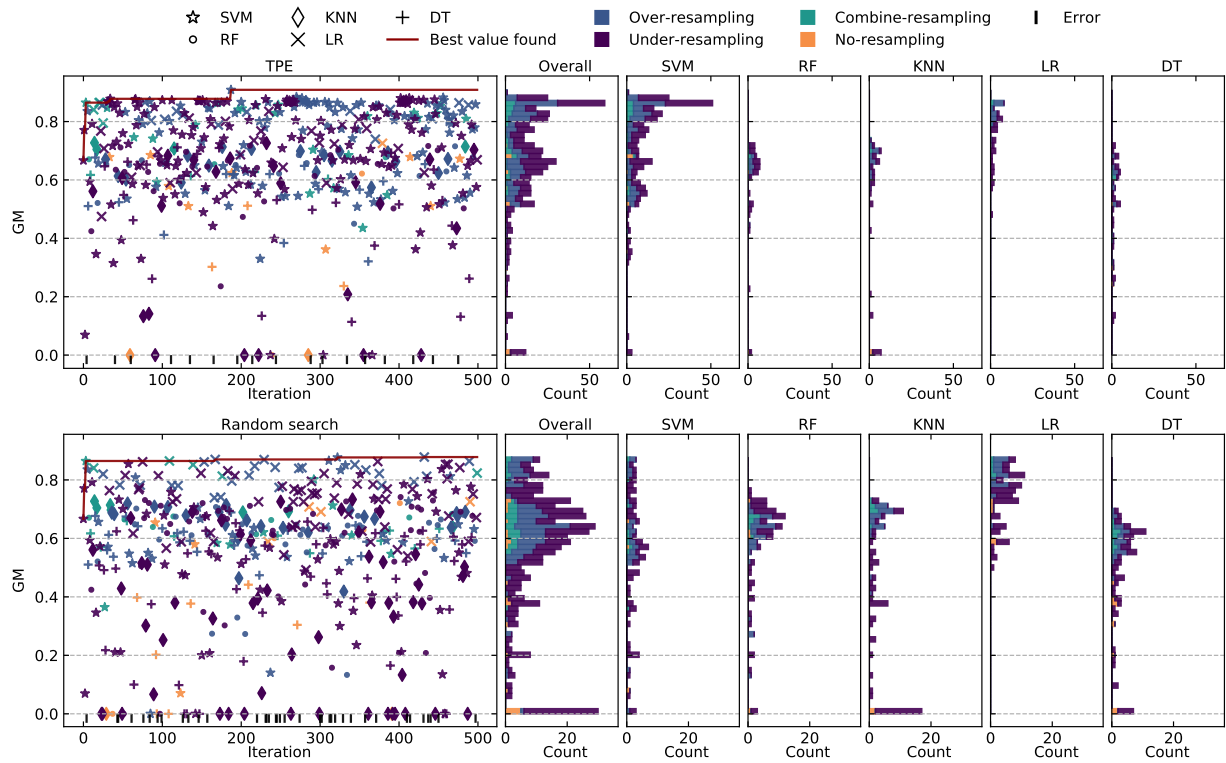 SVM KNN DT Over-resampling Combine-resampling Error
RF LR Best value found Under-resampling No-resampling
TPE Overall SVM RF KNN LR DT
GM
0.8
0.6
0.4
0.2
0.0
0 100 200 300 400 500 0 50 0 50 0 50 0 50 0 50 0 50
Iteration Count Count Count Count Count Count
Random search Overall SVM RF KNN LR DT
GM
0.8
0.6
0.4
0.2
0.0
0 100 200 300 400 500 0 20 0 20 0 20 0 20 0 20 0 20
Iteration Count Count Count Count Count Count